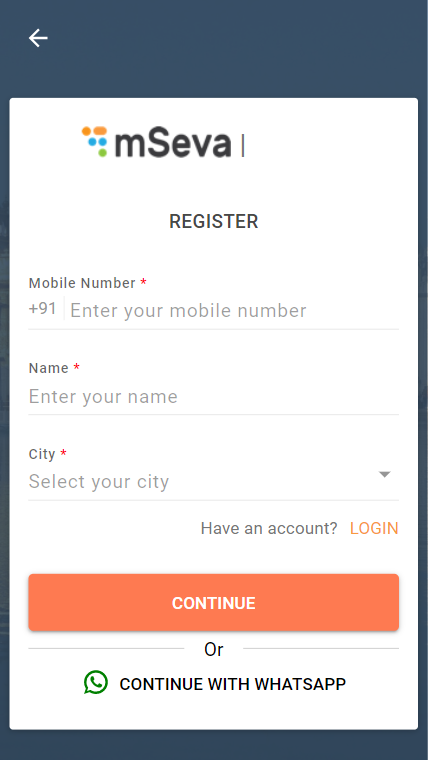 mSeva |
REGISTER
Mobile Number *
+91 Enter your mobile number
Name *
Enter your name
City *
Select your city
Have an account? LOGIN
CONTINUE
Or
CONTINUE WITH WHATSAPP